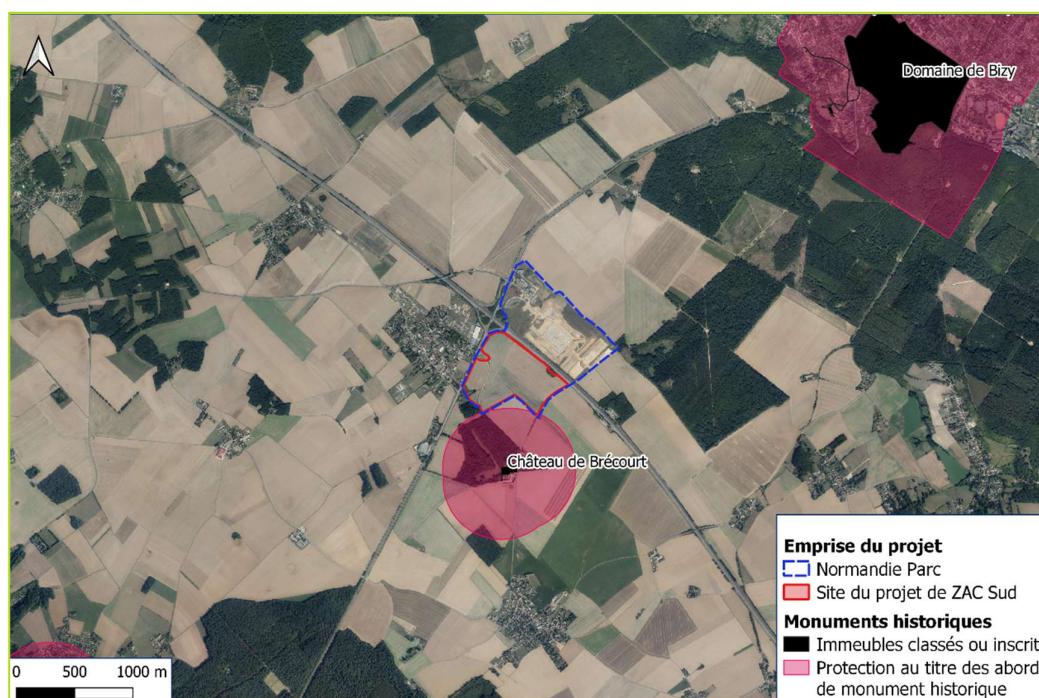 Domaine de Bizy
Château de Brécourt
Emprise du projet
Normandie Parc
Site du projet de ZAC Sud
Monuments historiques
Immeubles classés ou inscrit
Protection au titre des abord
de monument historique
0 500 1000 m